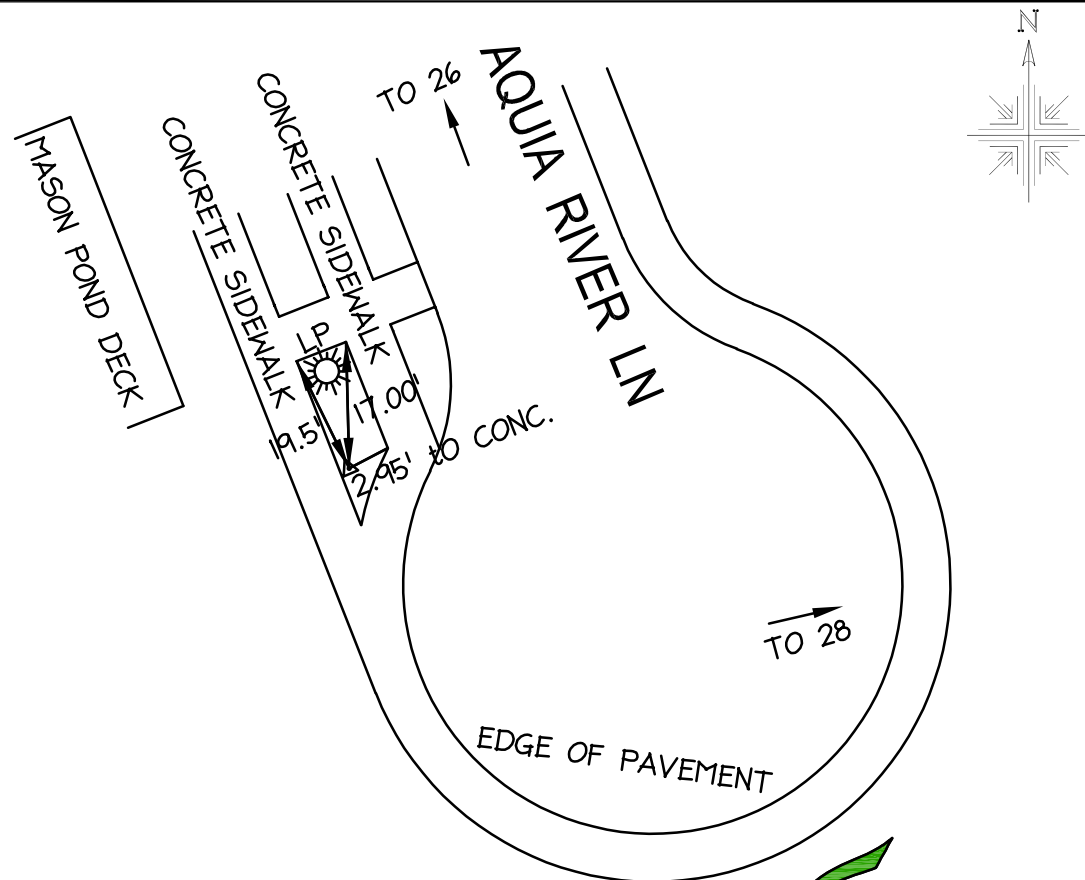 N
AQUIA RIVER LN
TO 26
CONCRETE SIDEWALK
CONCRETE SIDEWALK
MASON POND DECK
LP
17.00'
19.5'
2.95' tO CONC.
TO 28
EDGE OF PAVEMENT